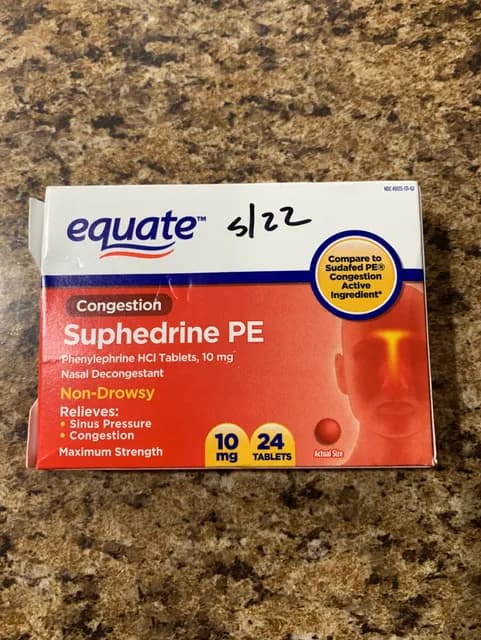 equate™ 5/22
Compare to
Sudafed PE®
Congestion
Active
Ingredient*
Congestion
Suphedrine PE
Phenylephrine HCl Tablets, 10 mg
Nasal Decongestant
Non-Drowsy
Relieves:
• Sinus Pressure
• Congestion
Maximum Strength
10
mg
24
TABLETS
Actual Size